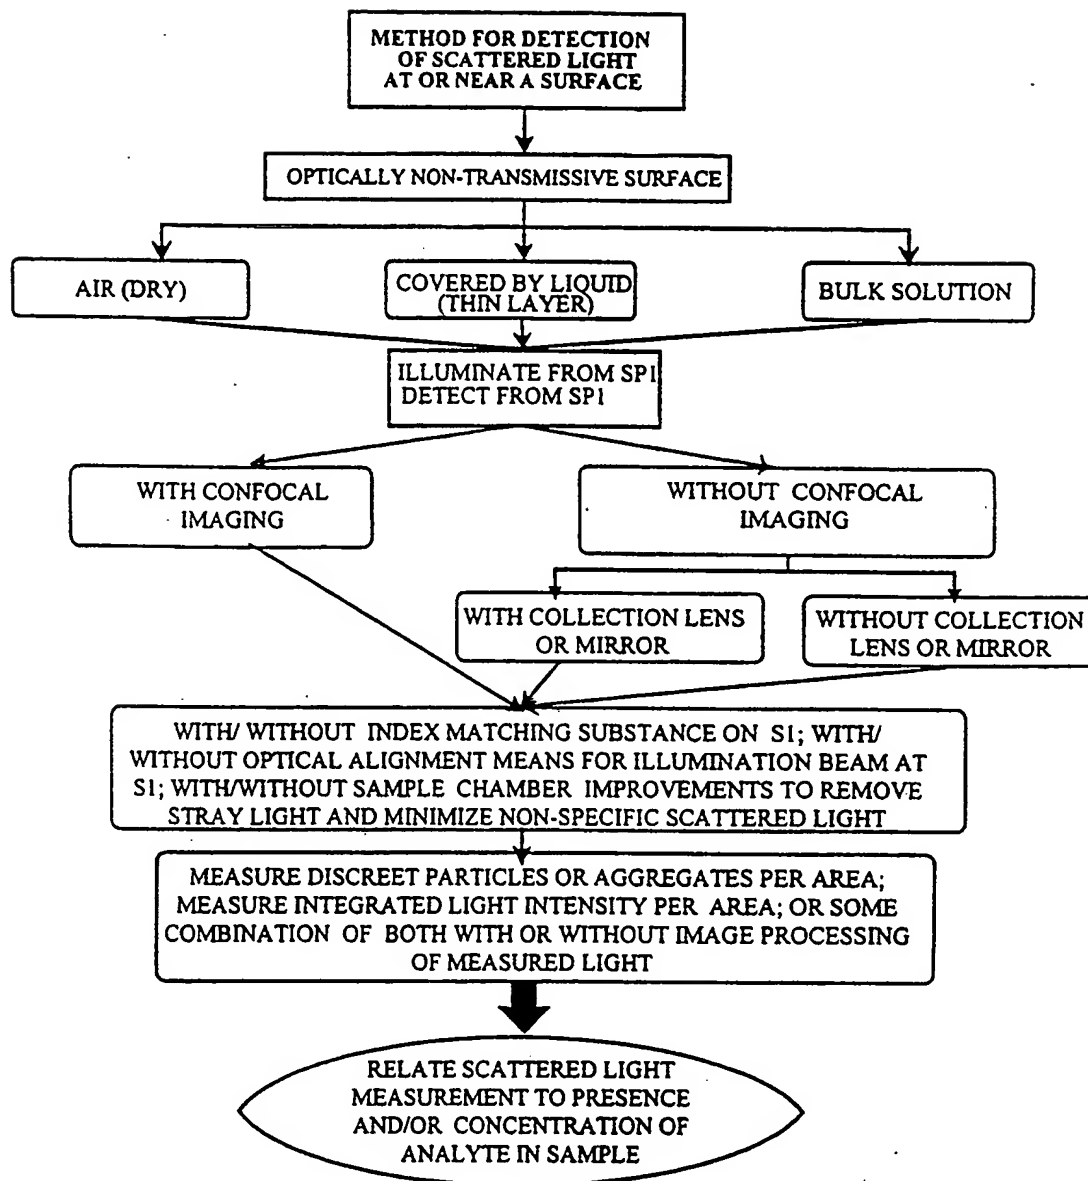 METHOD FOR DETECTION
OF SCATTERED LIGHT
AT OR NEAR A SURFACE
OPTICALLY NON-TRANSMISSIVE SURFACE
AIR (DRY)
COVERED BY LIQUID
(THIN LAYER)
BULK SOLUTION
ILLUMINATE FROM SP1
DETECT FROM SP1
WITH CONFOCAL
IMAGING
WITHOUT CONFOCAL
IMAGING
WITH COLLECTION LENS
OR MIRROR
WITHOUT COLLECTION
LENS OR MIRROR
WITH/ WITHOUT INDEX MATCHING SUBSTANCE ON S1; WITH/
WITHOUT OPTICAL ALIGNMENT MEANS FOR ILLUMINATION BEAM AT
S1; WITH/WITHOUT SAMPLE CHAMBER IMPROVEMENTS TO REMOVE
STRAY LIGHT AND MINIMIZE NON-SPECIFIC SCATTERED LIGHT
MEASURE DISCREET PARTICLES OR AGGREGATES PER AREA;
MEASURE INTEGRATED LIGHT INTENSITY PER AREA; OR SOME
COMBINATION OF BOTH WITH OR WITHOUT IMAGE PROCESSING
OF MEASURED LIGHT
RELATE SCATTERED LIGHT
MEASUREMENT TO PRESENCE
AND/OR CONCENTRATION OF
ANALYTE IN SAMPLE